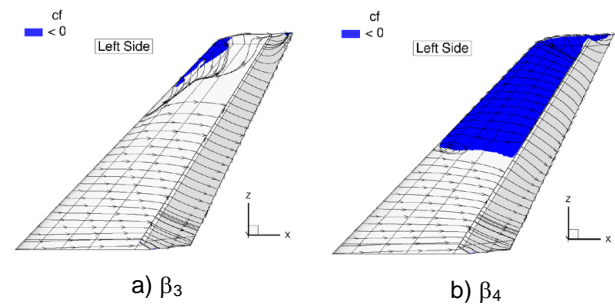 cf
< 0
Left Side
z
x
a) β3
cf
< 0
Left Side
z
x
b) β4